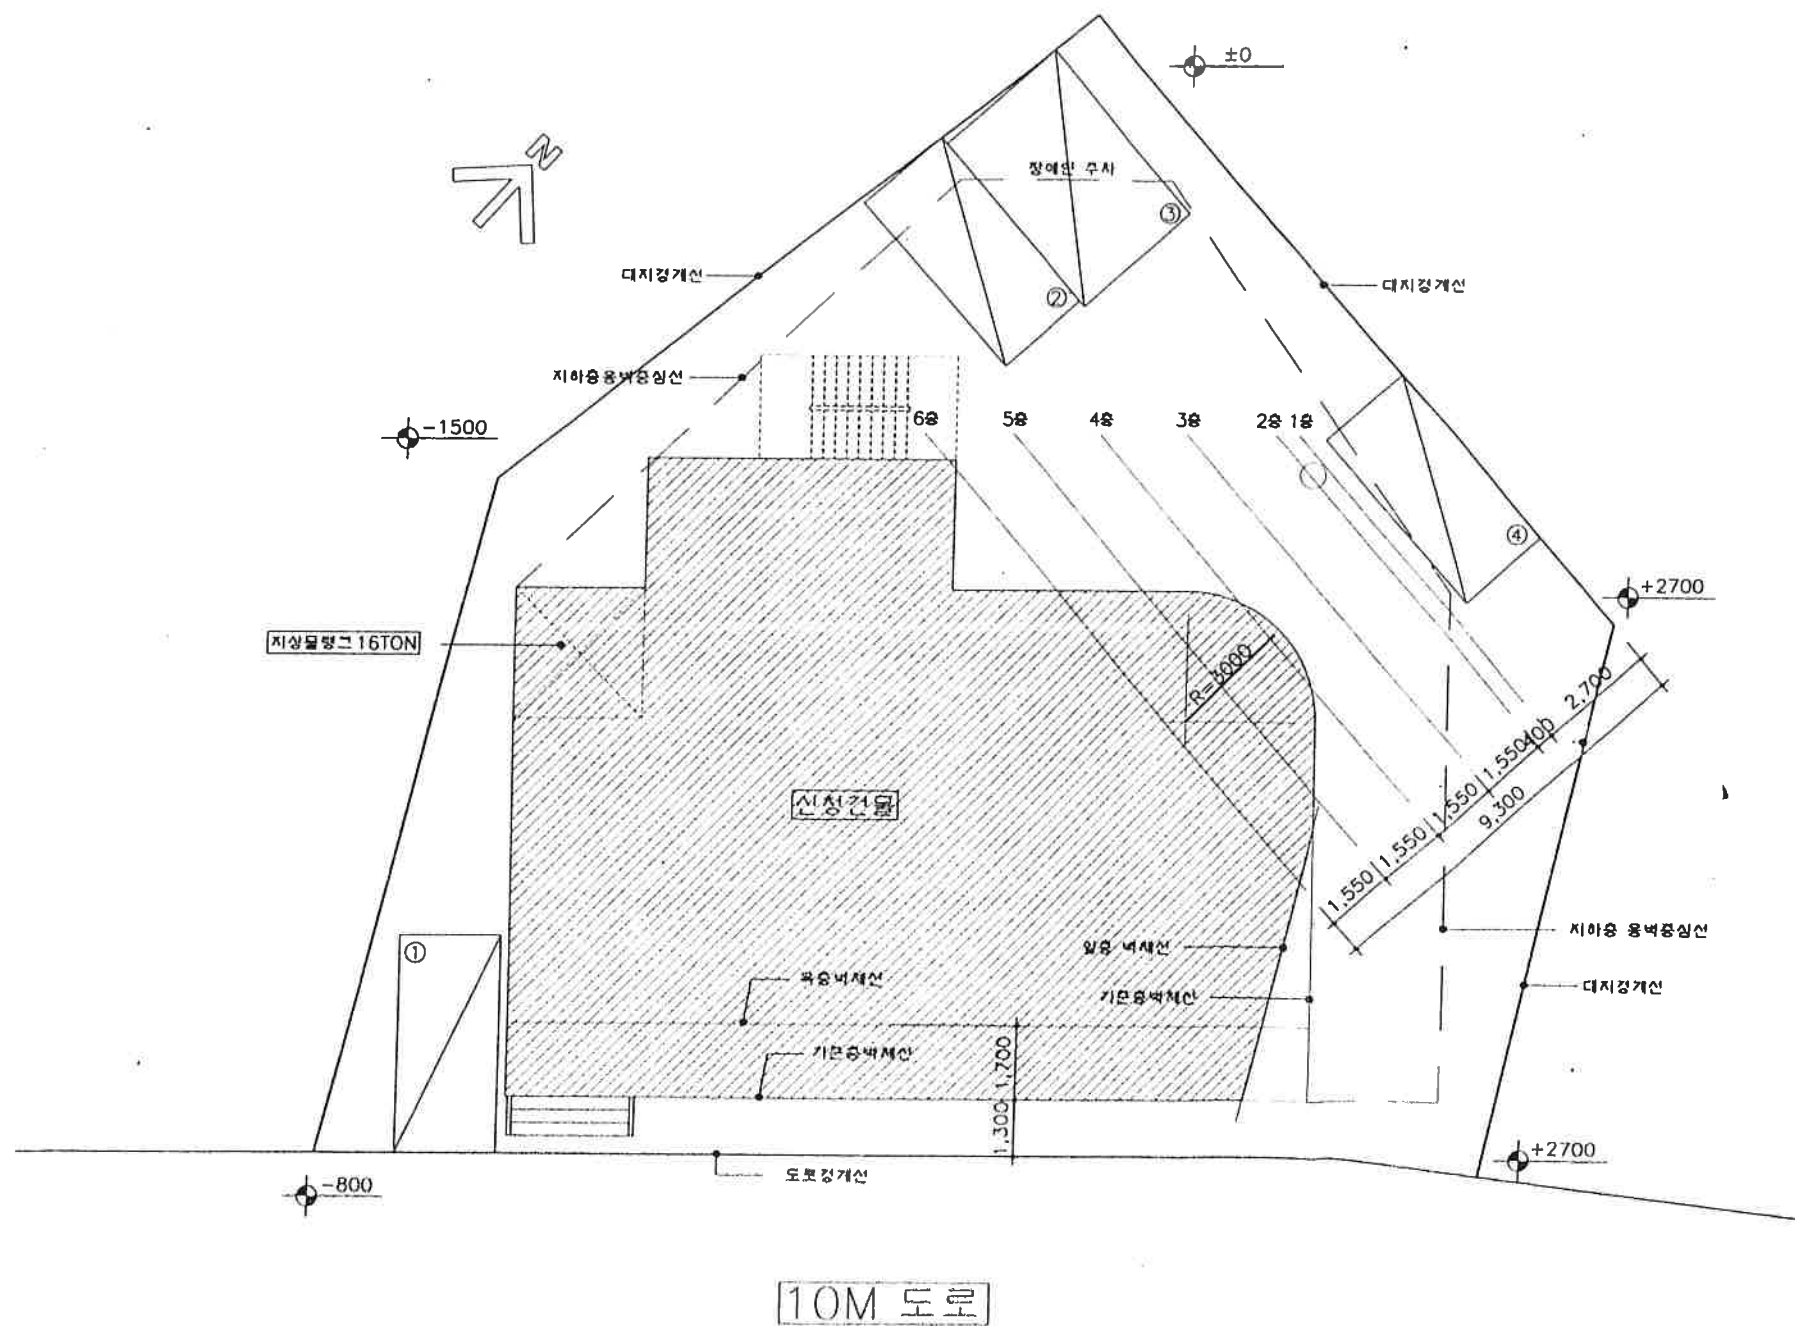 ±0
N
장애인 주차
③
대지경계선
②
대지경계선
지하층옹벽중심선
-1500
6층 5층 4층 3층 2층 1층
④
+2700
지상물탱크 16TON
R=3000
2,700
400
1,550
1,550
1,550
1,550
9,300
신청건물
지하층 옹벽중심선
일층 벽체선
①
육층벽체선
기준층벽체선
대지경계선
기준층벽체선
1,700
1,300
도로경계선
+2700
-800
10M 도로